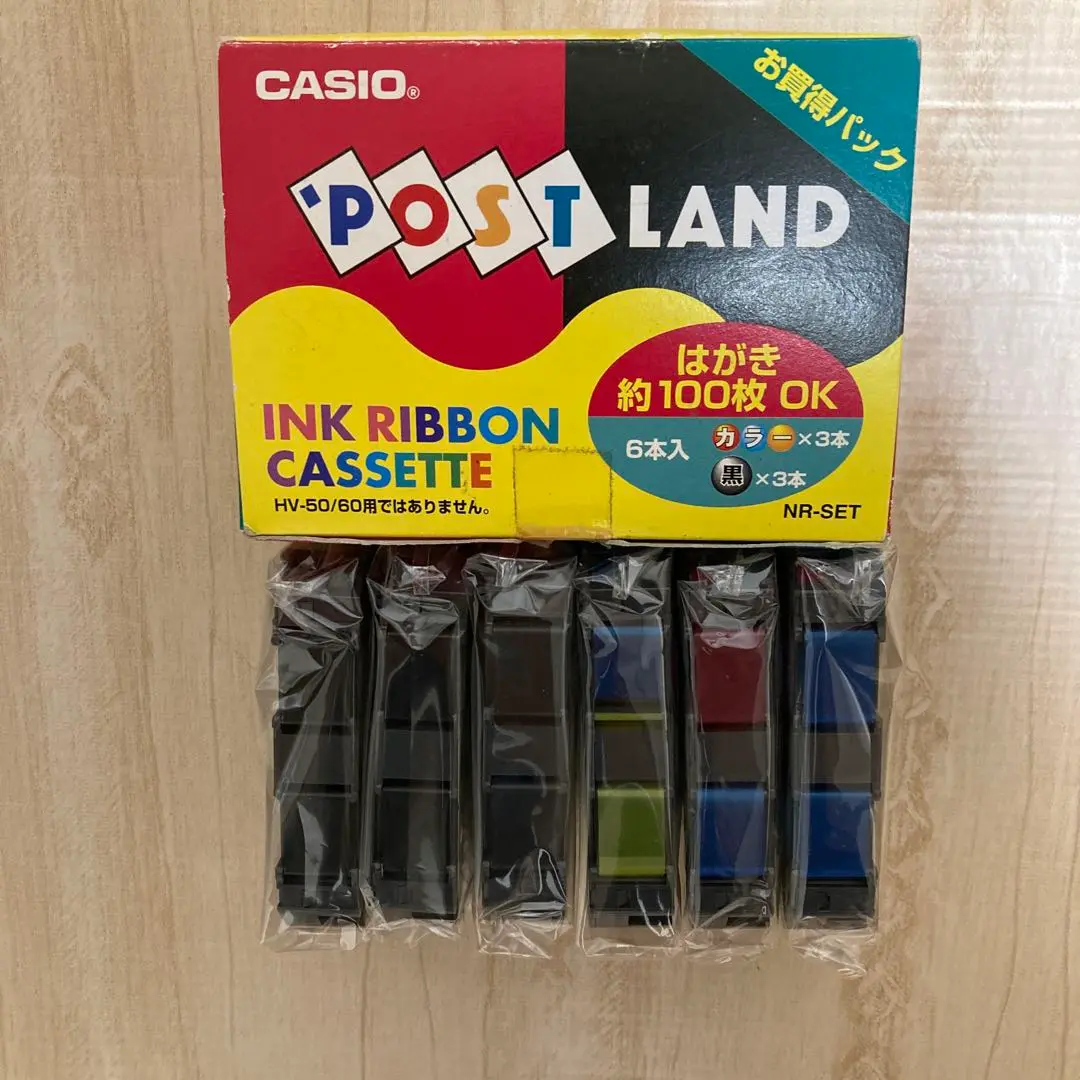 CASIO®
お買得パック
'POST LAND
はがき
約100枚 OK
6本入 カラー×3本
黒×3本
INK RIBBON
CASSETTE
HV-50/60用ではありません。
NR-SET